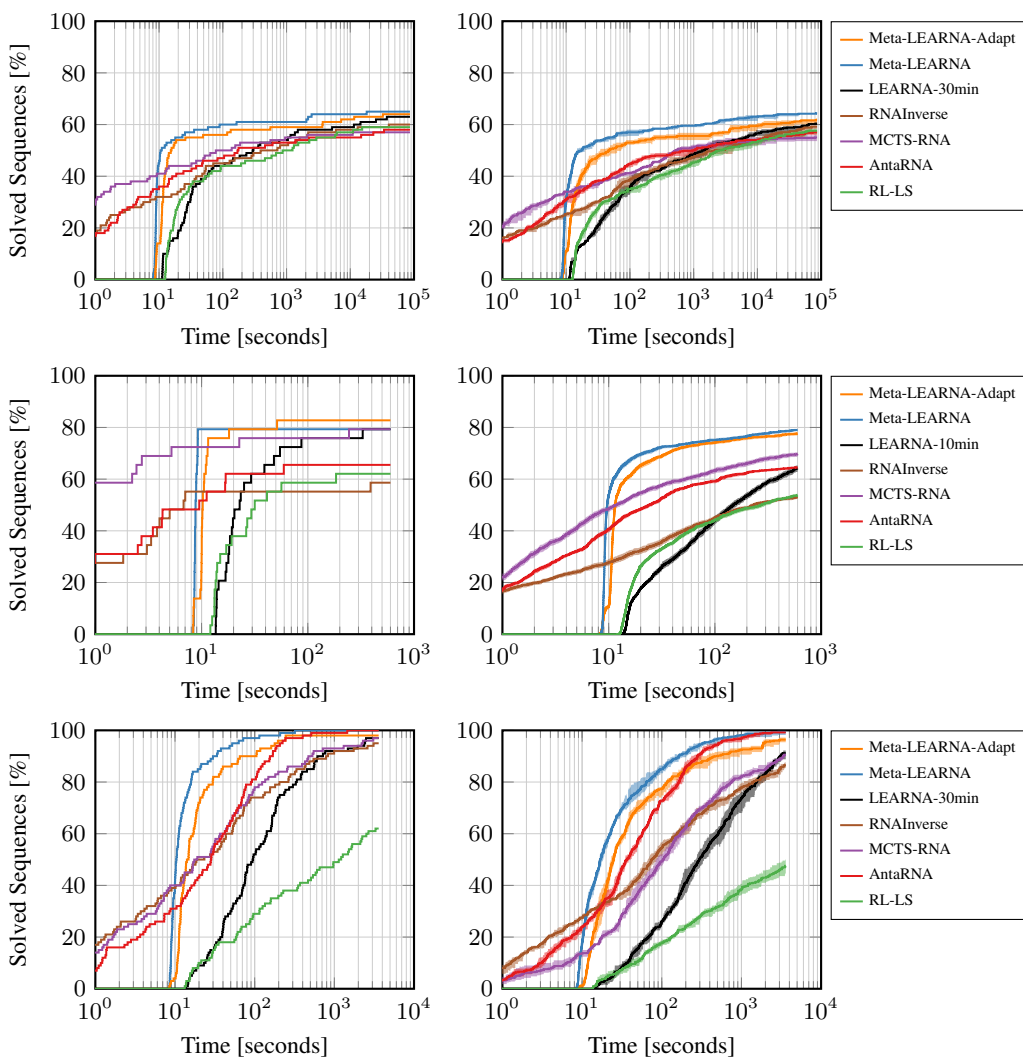 100
80
60
40
20
0
Solved Sequences [%]
10^0 10^1 10^2 10^3 10^4 10^5
Time [seconds]
100
80
60
40
20
0
10^0 10^1 10^2 10^3 10^4 10^5
Time [seconds]
Meta-LEARNA-Adapt
Meta-LEARNA
LEARNA-30min
RNAInverse
MCTS-RNA
AntaRNA
RL-LS
100
80
60
40
20
0
Solved Sequences [%]
10^0 10^1 10^2 10^3
Time [seconds]
100
80
60
40
20
0
10^0 10^1 10^2 10^3
Time [seconds]
Meta-LEARNA-Adapt
Meta-LEARNA
LEARNA-10min
RNAInverse
MCTS-RNA
AntaRNA
RL-LS
100
80
60
40
20
0
Solved Sequences [%]
10^0 10^1 10^2 10^3 10^4
Time [seconds]
100
80
60
40
20
0
10^0 10^1 10^2 10^3 10^4
Time [seconds]
Meta-LEARNA-Adapt
Meta-LEARNA
LEARNA-30min
RNAInverse
MCTS-RNA
AntaRNA
RL-LS